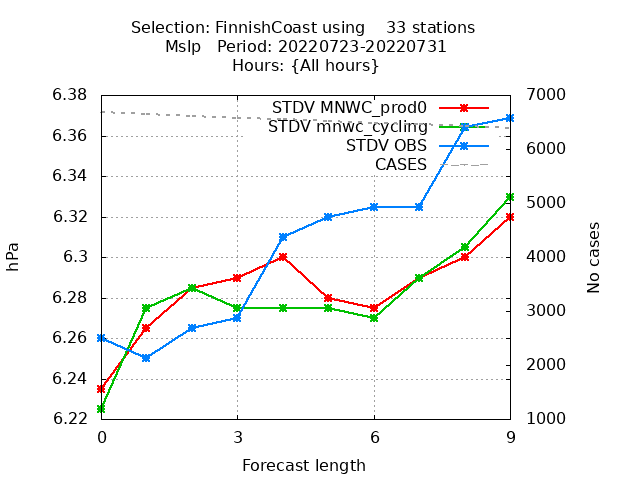 Selection: FinnishCoast using    33 stations
Mslp   Period: 20220723-20220731
Hours: {All hours}
6.38
6.36
6.34
6.32
6.3
6.28
6.26
6.24
6.22
hPa
STDV MNWC_prod0
STDV mnwc_cycling
STDV OBS
CASES
7000
6000
5000
4000
3000
2000
1000
No cases
0 3 6 9
Forecast length